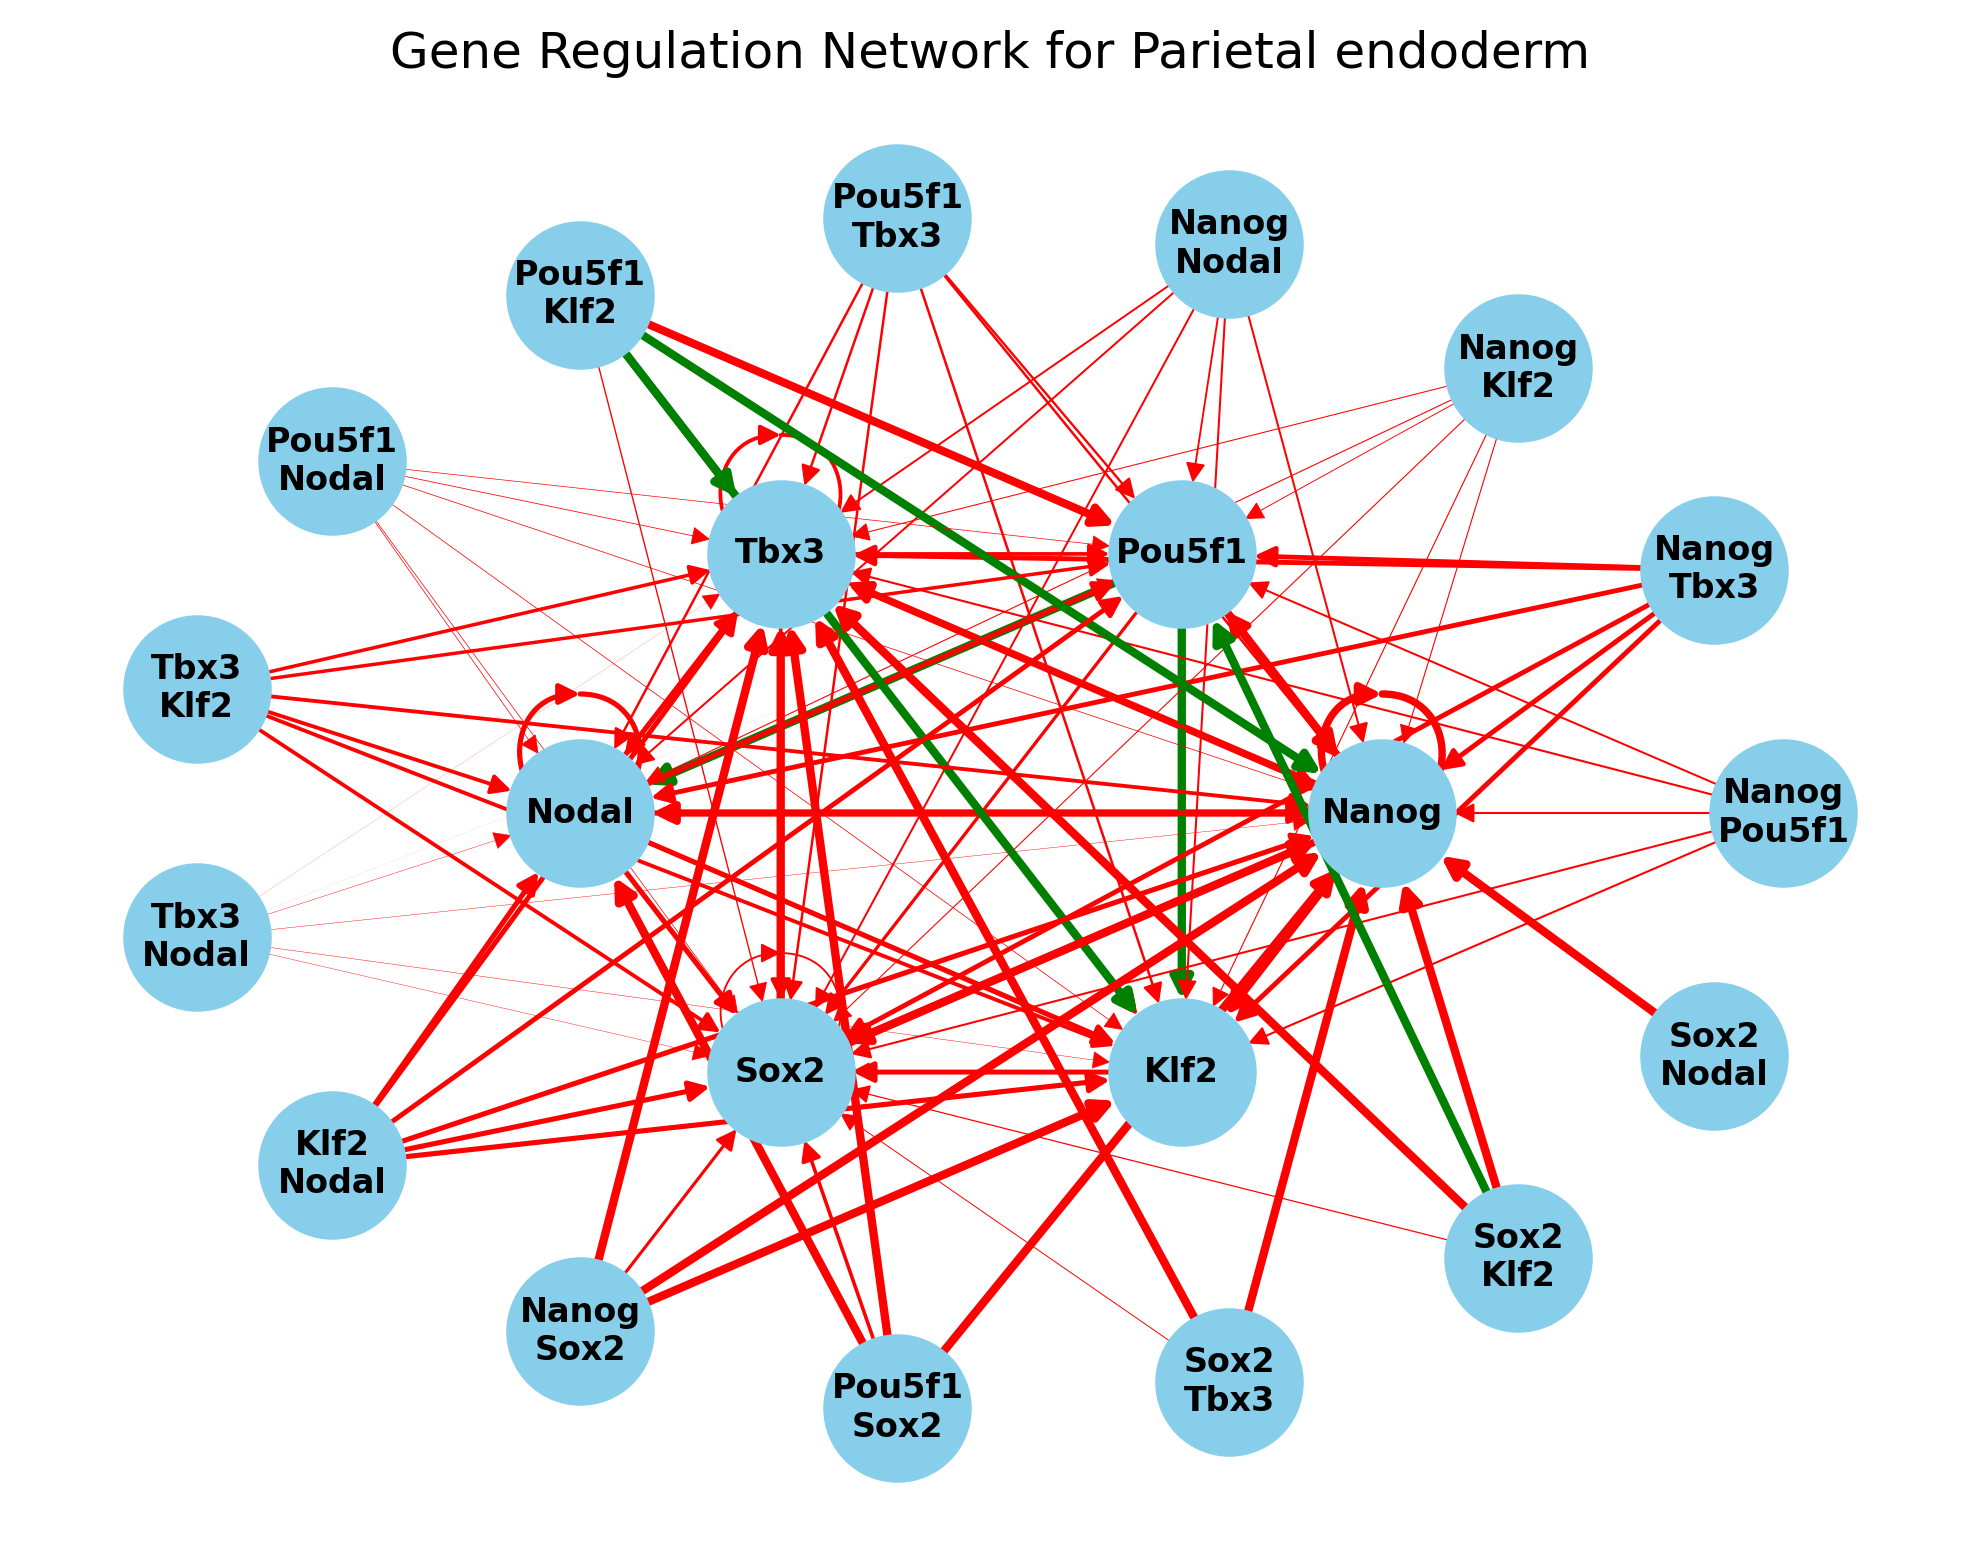 Gene Regulation Network for Parietal endoderm
Pou5f1
Tbx3
Nanog
Nodal
Pou5f1
Klf2
Nanog
Klf2
Pou5f1
Nodal
Tbx3
Pou5f1
Nanog
Tbx3
Tbx3
Klf2
Nodal
Nanog
Nanog
Pou5f1
Tbx3
Nodal
Sox2
Klf2
Sox2
Nodal
Klf2
Nodal
Sox2
Klf2
Nanog
Sox2
Pou5f1
Sox2
Sox2
Tbx3